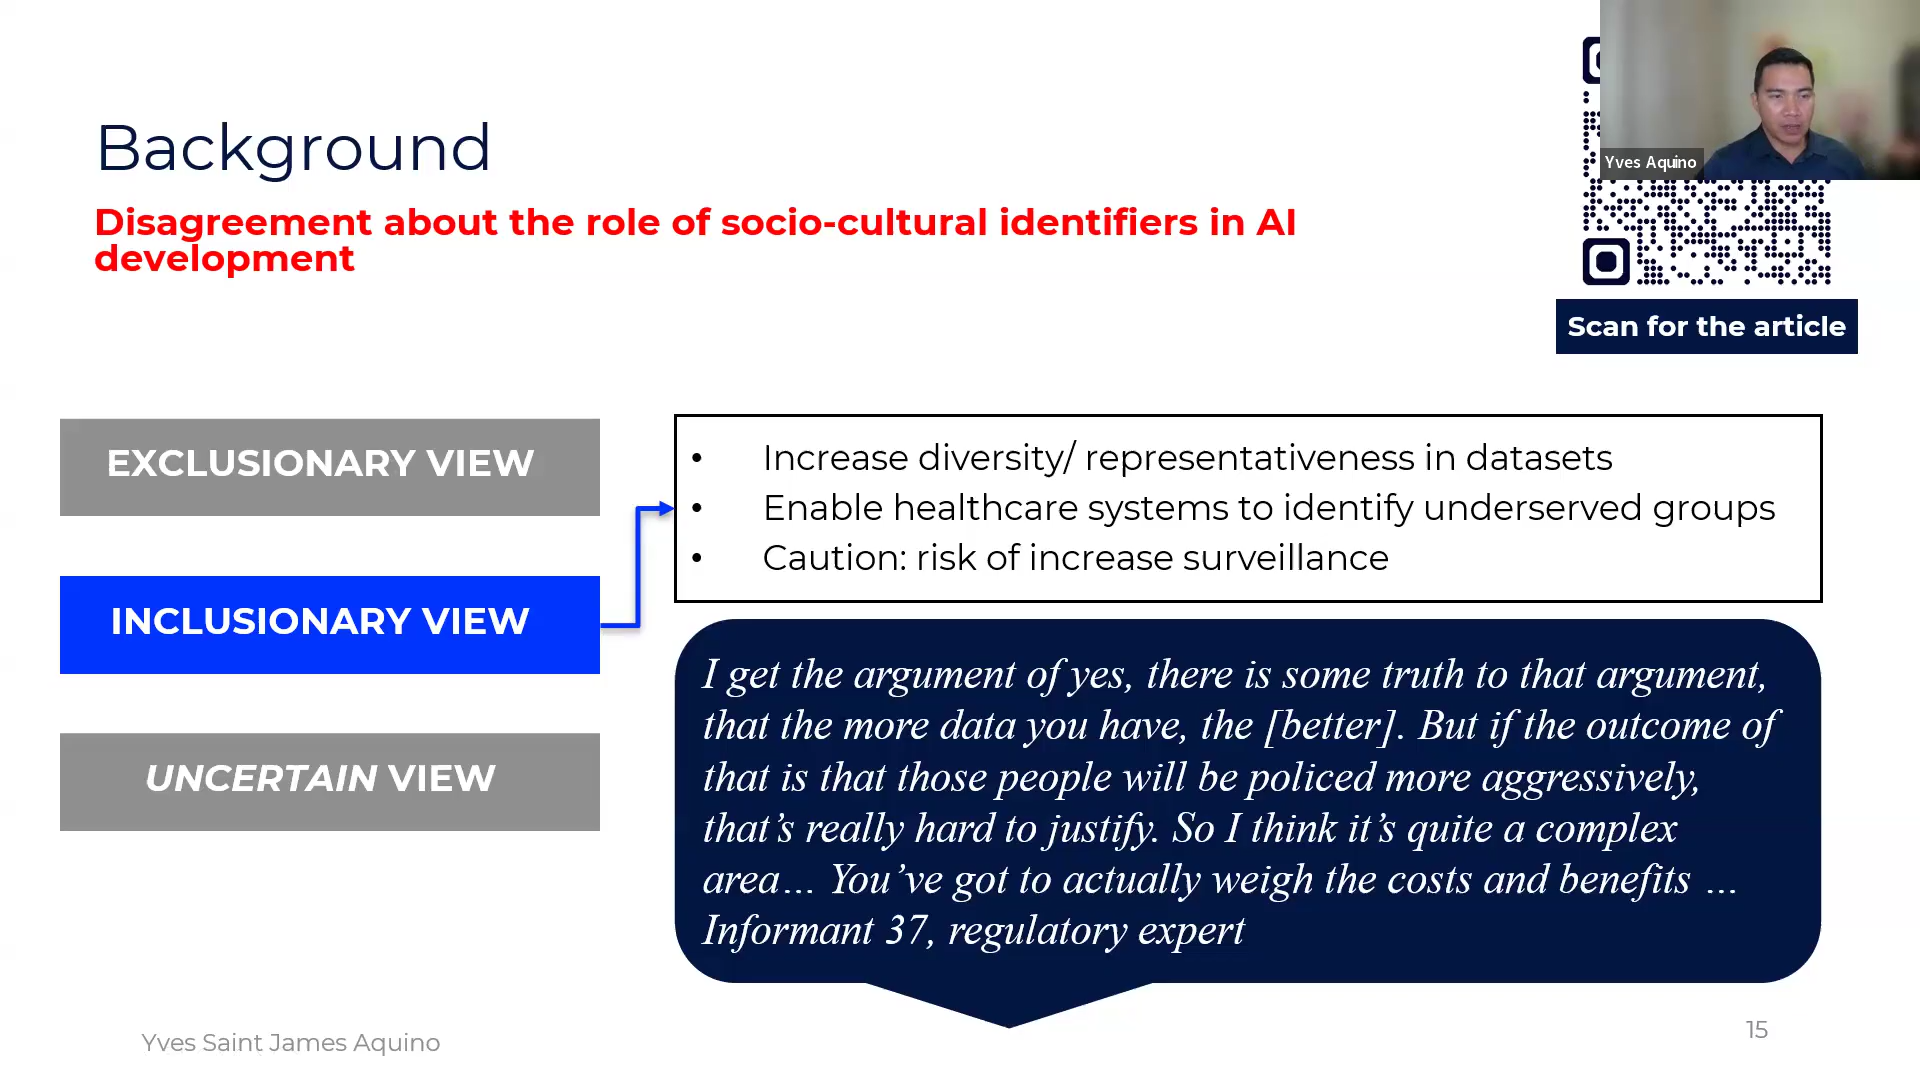 Background
Disagreement about the role of socio-cultural identifiers in AI
development
Yves Aquino
Scan for the article
EXCLUSIONARY VIEW
INCLUSIONARY VIEW
UNCERTAIN VIEW
• Increase diversity/ representativeness in datasets
• Enable healthcare systems to identify underserved groups
• Caution: risk of increase surveillance
I get the argument of yes, there is some truth to that argument,
that the more data you have, the [better]. But if the outcome of
that is that those people will be policed more aggressively,
that’s really hard to justify. So I think it’s quite a complex
area… You’ve got to actually weigh the costs and benefits …
Informant 37, regulatory expert
Yves Saint James Aquino
15